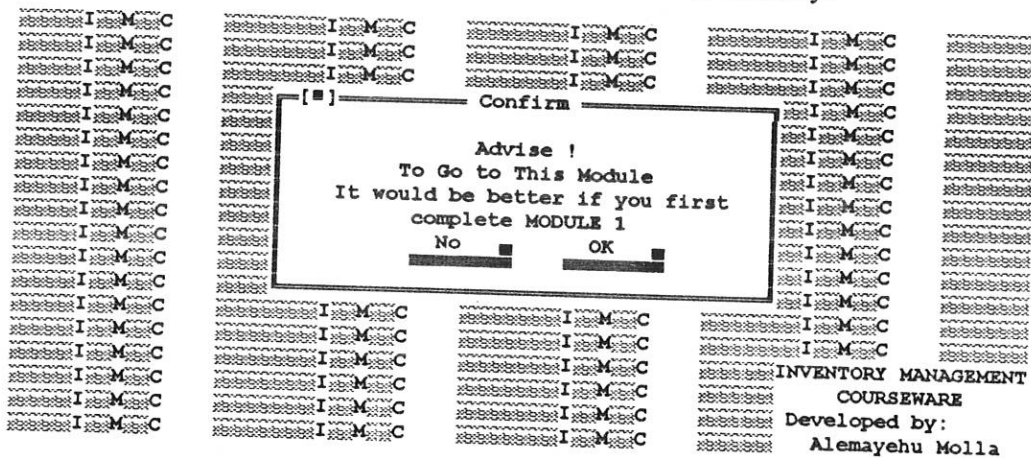 I M C I M C I M C I M C
I M C I M C I M C I M C
I M C I M C I M C I M C
I M C [■] Confirm I M C
I M C I M C
I M C Advise ! I M C
I M C To Go to This Module I M C
I M C It would be better if you first I M C
I M C complete MODULE 1 I M C
I M C No OK I M C
I M C I M C
I M C I M C
I M C I M C I M C I M C
I M C I M C I M C I M C
I M C I M C I M C INVENTORY MANAGEMENT
I M C I M C I M C COURSEWARE
I M C I M C I M C Developed by:
I M C I M C I M C Alemayehu Molla